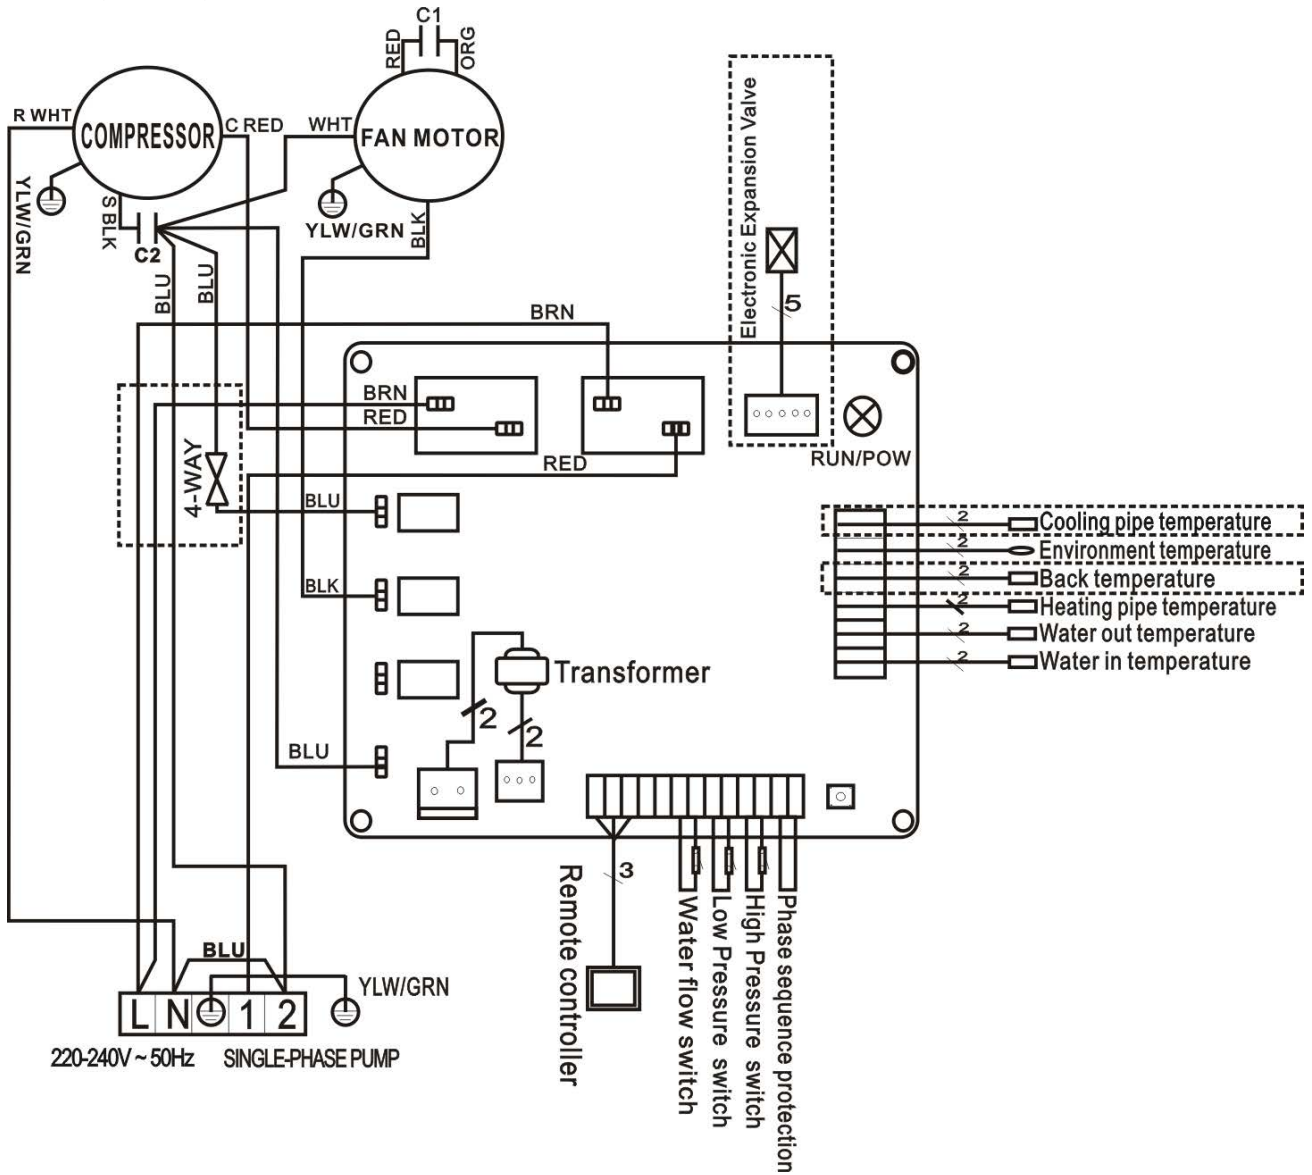 C1
RED
ORG
R WHT
COMPRESSOR
C RED
WHT
FAN MOTOR
YLW/GRN
S BLK
C2
YLW/GRN
BLK
BLU
BLU
Electronic Expansion Valve
5
BRN
BRN
RED
RED
RUN/POW
4-WAY
BLU
BLK
BLU
Transformer
2
2
2 Cooling pipe temperature
2 Environment temperature
2 Back temperature
2 Heating pipe temperature
2 Water out temperature
2 Water in temperature
3
Remote controller
Water flow switch
Low Pressure switch
High Pressure switch
Phase sequence protection
BLU
YLW/GRN
L N 1 2
220-240V ~ 50Hz SINGLE-PHASE PUMP